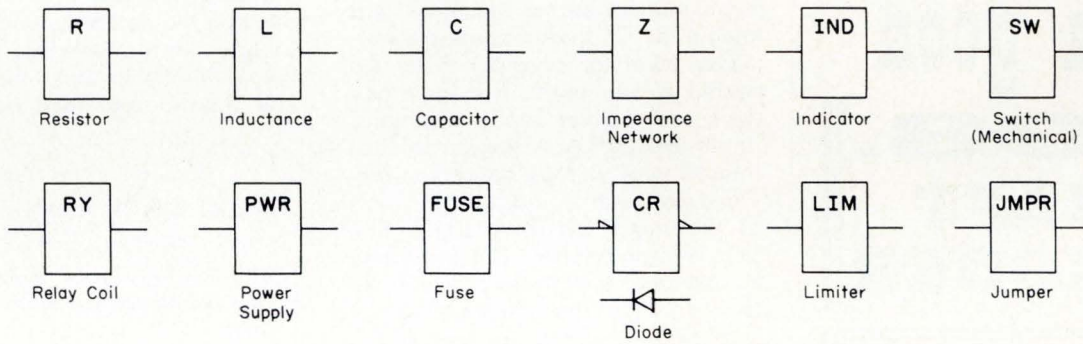 R L C Z IND SW
Resistor Inductance Capacitor Impedance Indicator Switch
Network (Mechanical)
RY PWR FUSE CR LIM JMPR
Relay Coil Power Fuse Limiter Jumper
Supply
Diode